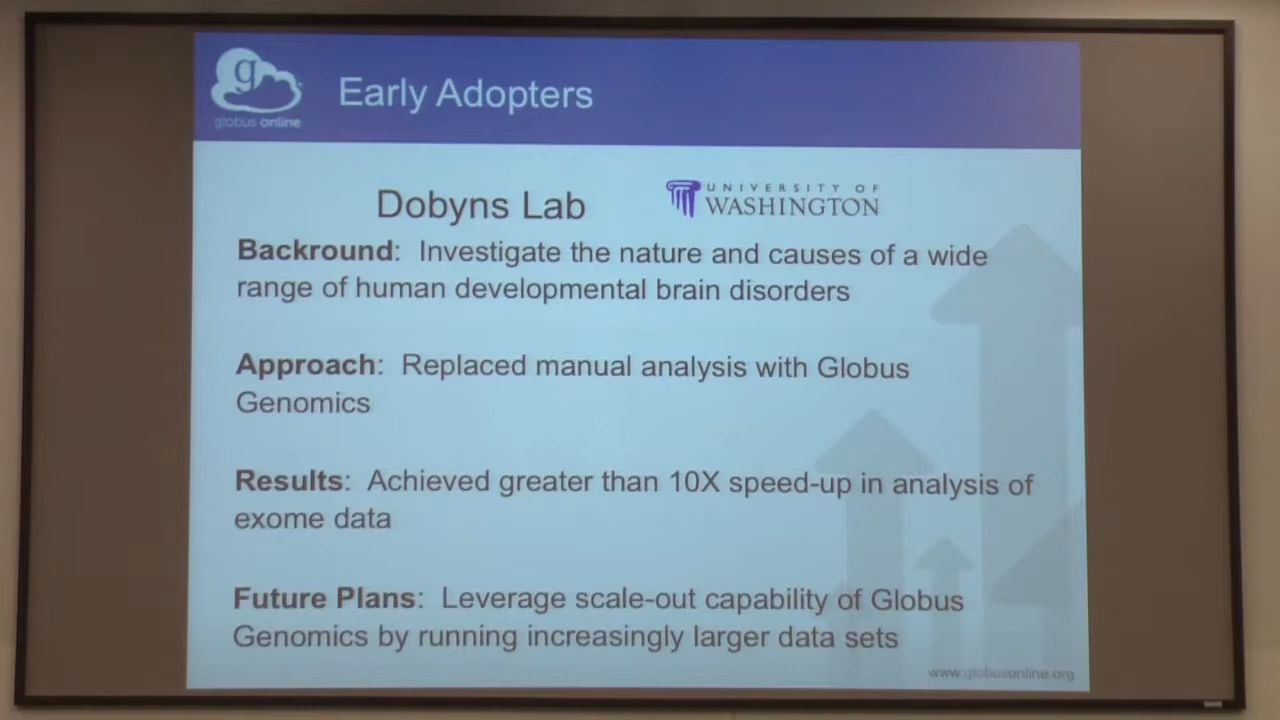 g
globus online
Early Adopters
Dobyns Lab
UNIVERSITY OF
WASHINGTON
Backround: Investigate the nature and causes of a wide
range of human developmental brain disorders
Approach: Replaced manual analysis with Globus
Genomics
Results: Achieved greater than 10X speed-up in analysis of
exome data
Future Plans: Leverage scale-out capability of Globus
Genomics by running increasingly larger data sets
www.globusonline.org